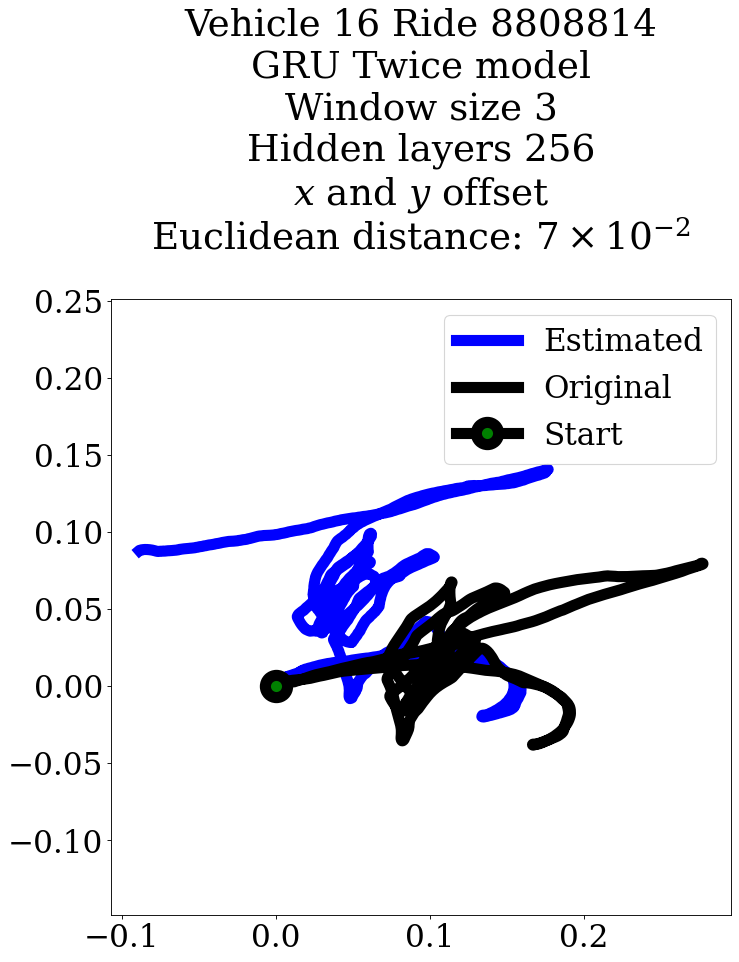 Vehicle 16 Ride 8808814
GRU Twice model
Window size 3
Hidden layers 256
x and y offset
Euclidean distance: 7 × 10⁻²
Estimated
Original
Start
0.25
0.20
0.15
0.10
0.05
0.00
−0.05
−0.10
−0.1 0.0 0.1 0.2